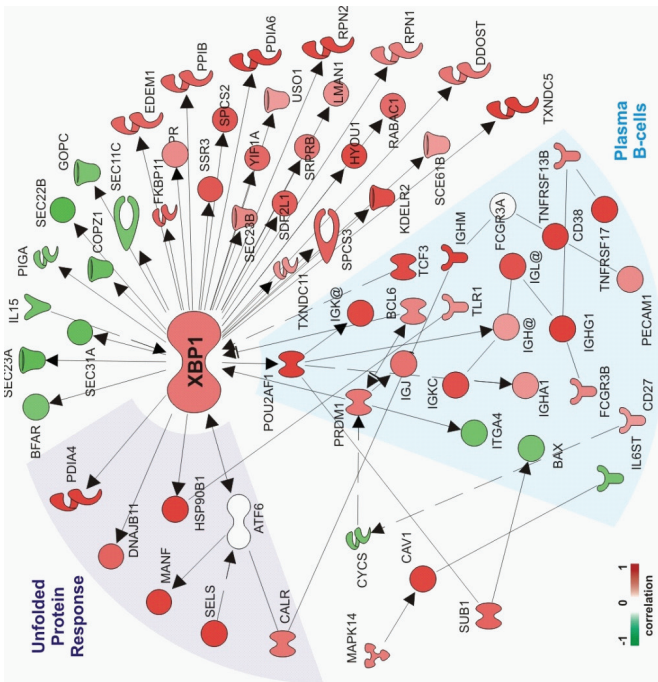 Unfolded
Protein
Response
Plasma
B-cells
XBP1
BFAR
SEC23A
SEC31A
IL15
PIGA
COPZ1
SEC22B
GOPC
SEC11C
EDEM1
FKBP11
PPIB
SSR3
SPCS2
PDIA6
YIF1A
SEC23B
USO1
RPN2
SRPRB
SDF2L1
LMAN1
HYOU1
RPN1
RABAC1
DDOST
TXNDC11
SPCS3
KDELR2
SCE61B
TXNDC5
PDIA4
DNAJB11
HSP90B1
MANF
SELS
ATF6
CALR
POU2AF1
IGK@
TCF3
BCL6
IGHM
TLR1
FCGR3A
TNFRSF13B
CD38
TNFRSF17
IGL@
PECAM1
IGH@
IGHG1
PRDM1
IGJ
IGKC
IGHA1
FCGR3B
CD27
ITGA4
BAX
IL6ST
CYCS
CAV1
MAPK14
SUB1
-1 0 1
correlation